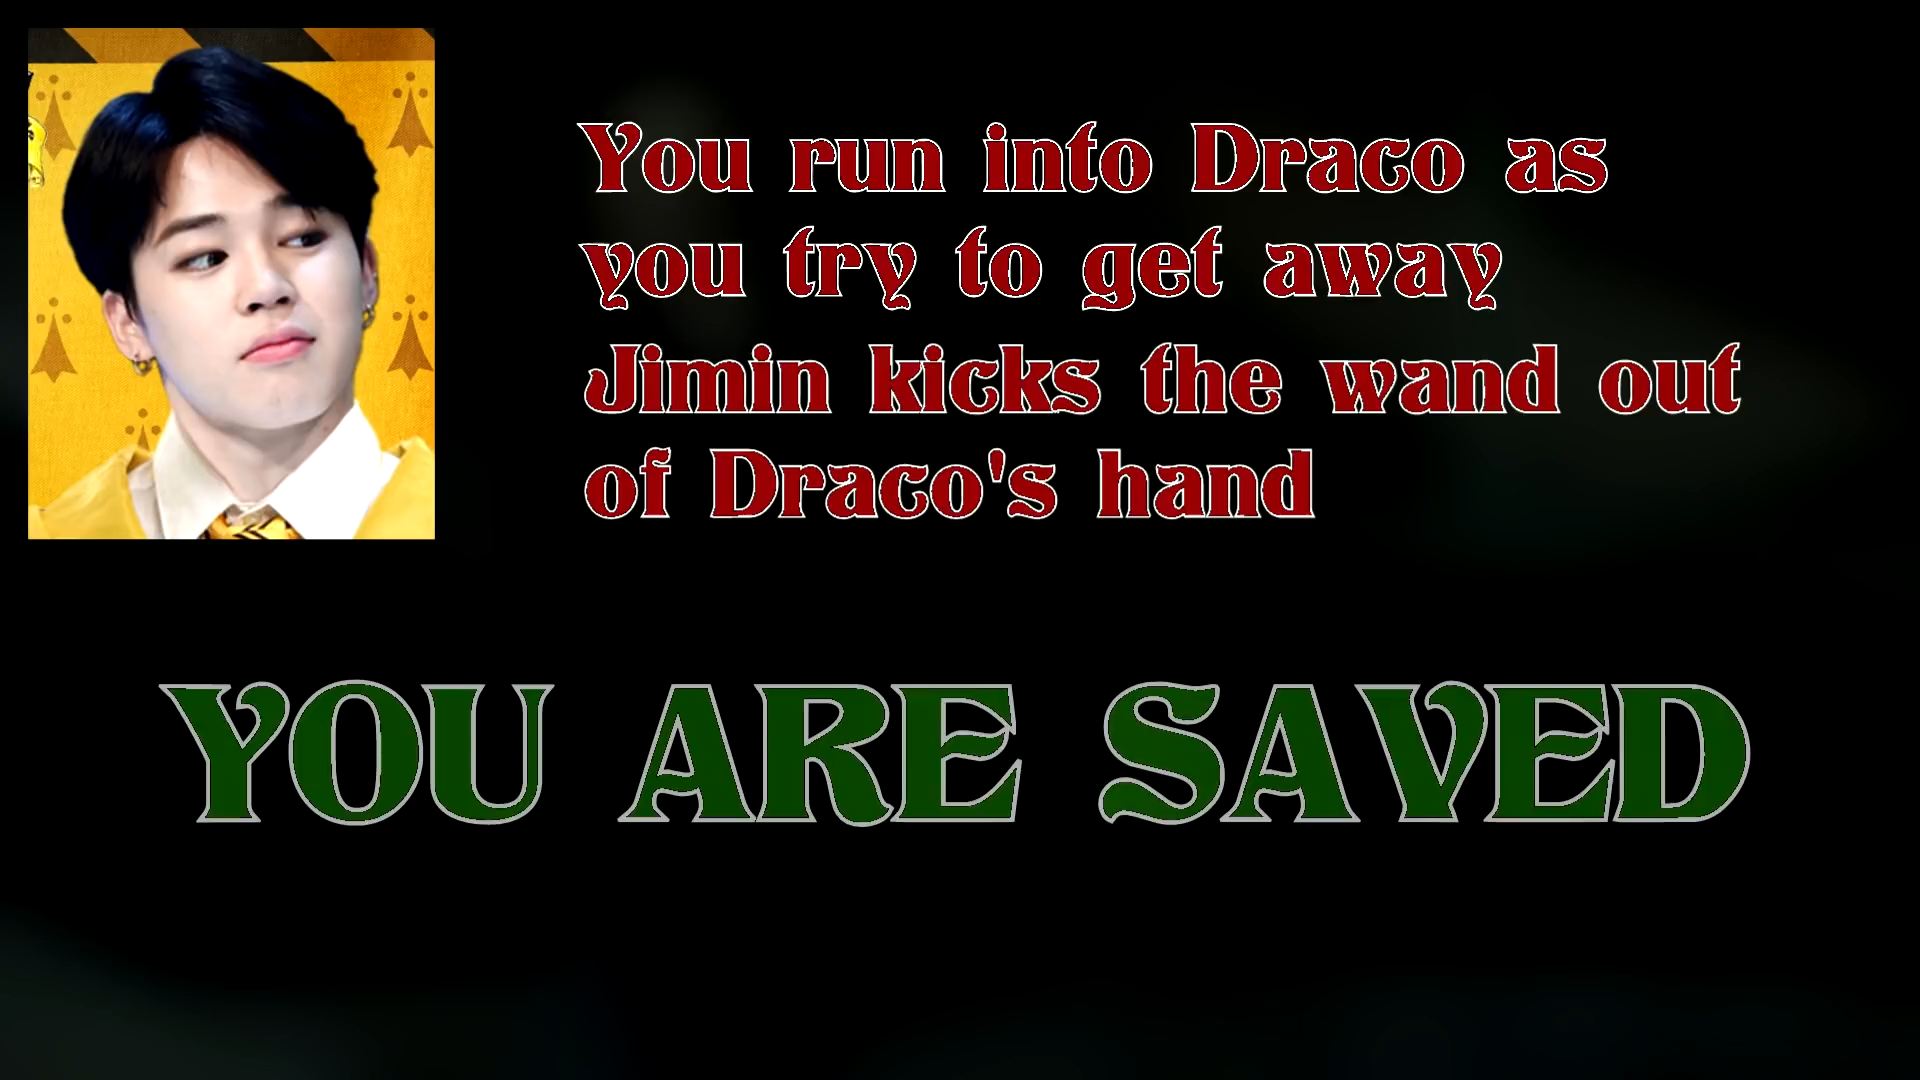 You run into Draco as
you try to get away
Jimin kicks the wand out
of Draco's hand
YOU ARE SAVED